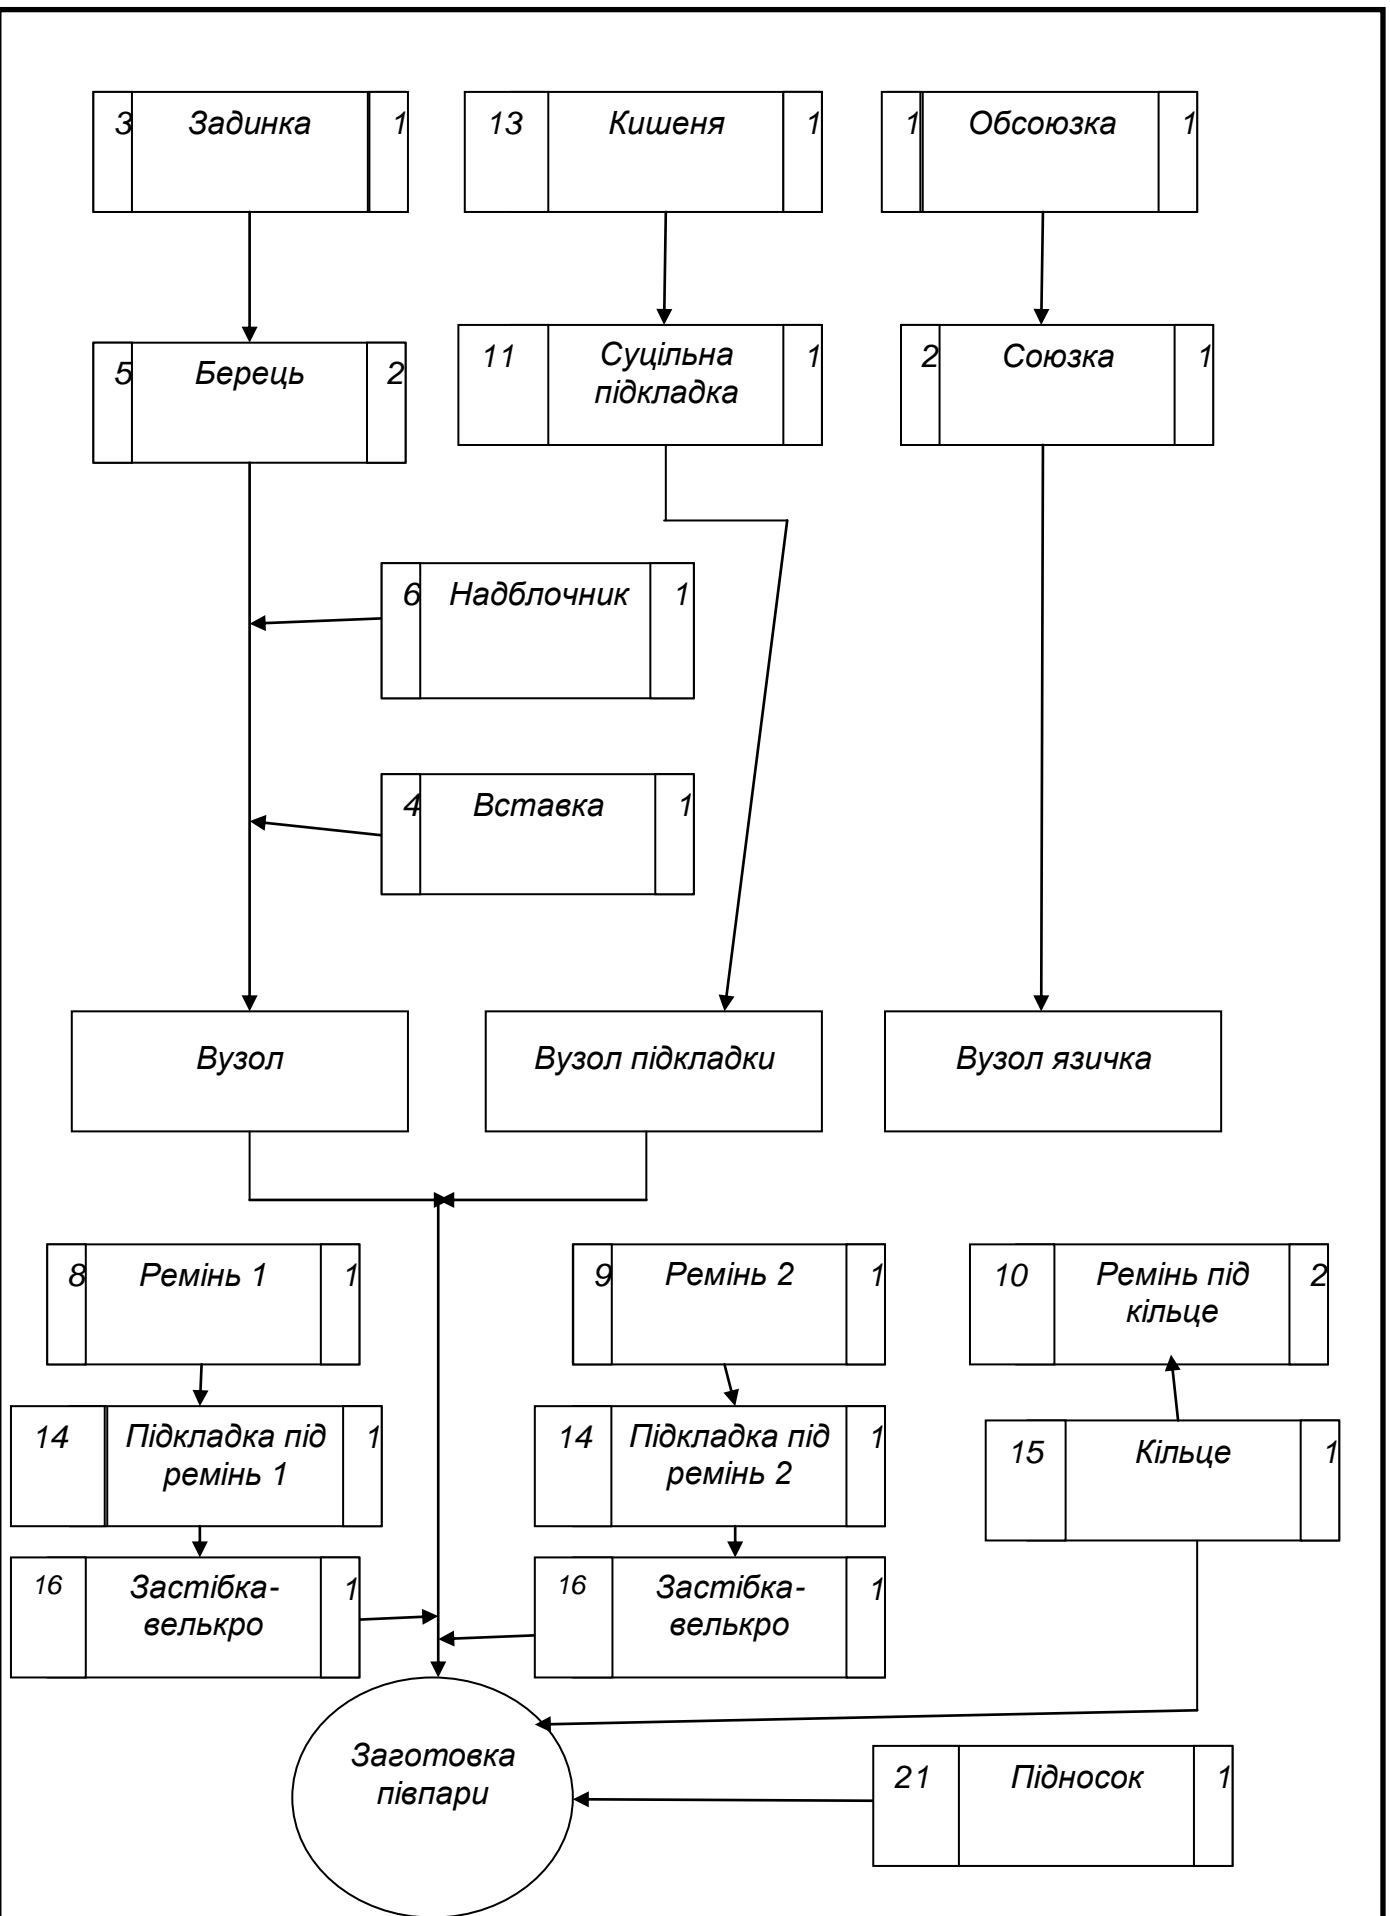 3 Задинка 1
13 Кишеня 1
1 Обсоюзка 1
5 Берець 2
11 Суцільна 1
підкладка
2 Союзка 1
6 Надблочник 1
4 Вставка 1
Вузол
Вузол підкладки
Вузол язичка
8 Ремінь 1 1
9 Ремінь 2 1
10 Ремінь під 2
кільце
14 Підкладка під 1
ремінь 1
14 Підкладка під 1
ремінь 2
15 Кільце 1
16 Застібка- 1
велькро
16 Застібка- 1
велькро
Заготовка
півпари
21 Підносок 1